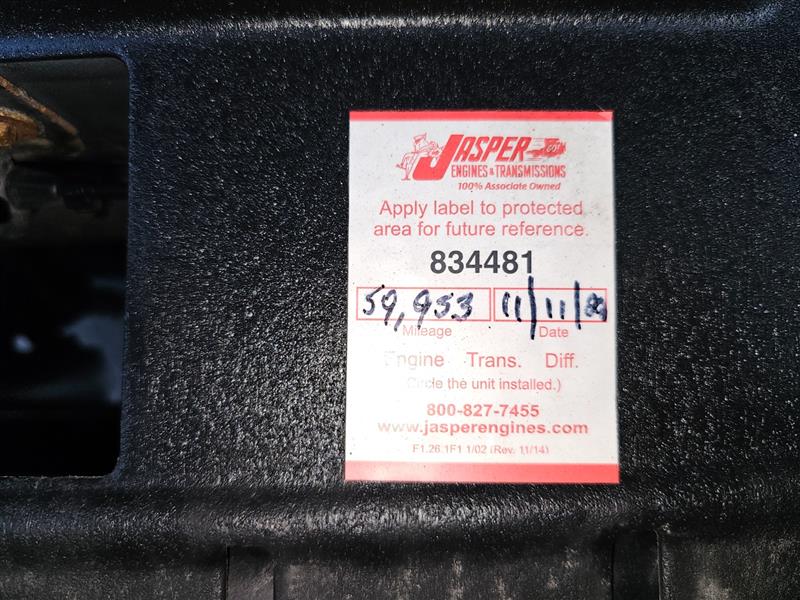 JASPER .COM
ENGINES & TRANSMISSIONS
100% Associate Owned
Apply label to protected
area for future reference.
834481
59,953 11/11/
Mileage Date
Engine Trans. Diff.
(Circle the unit installed.)
800-827-7455
www.jasperengines.com
F1.26.1F1 1/02 (Rev. 11/14)